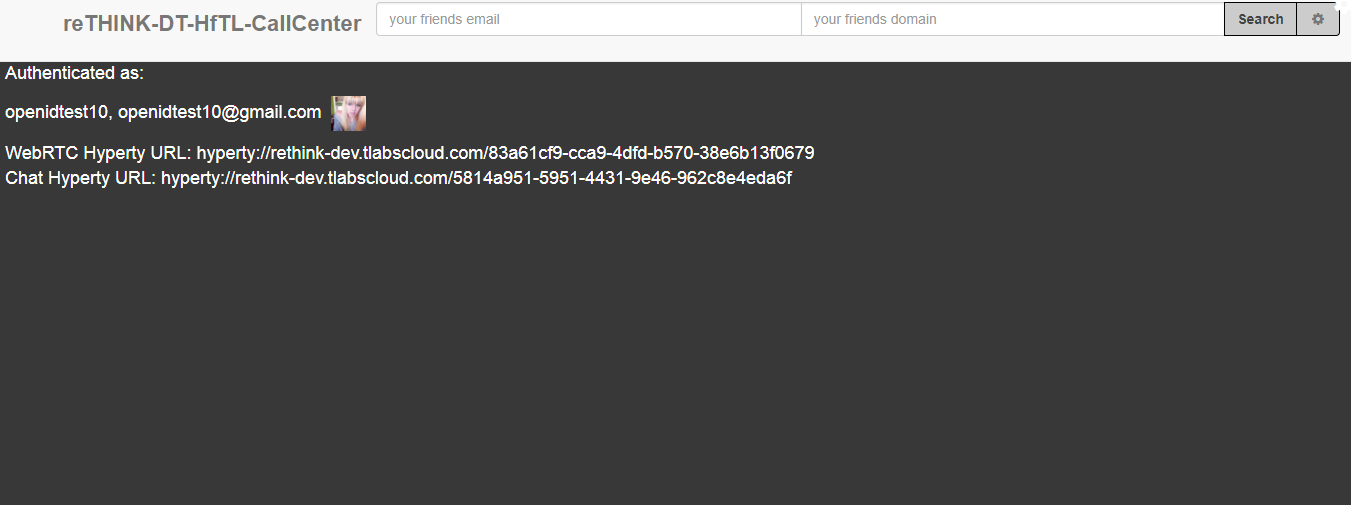 reTHINK-DT-HfTL-CallCenter your friends email your friends domain Search
Authenticated as:
openidtest10, openidtest10@gmail.com
WebRTC Hyperty URL: hyperty://rethink-dev.tlabscloud.com/83a61cf9-cca9-4dfd-b570-38e6b13f0679
Chat Hyperty URL: hyperty://rethink-dev.tlabscloud.com/5814a951-5951-4431-9e46-962c8e4eda6f